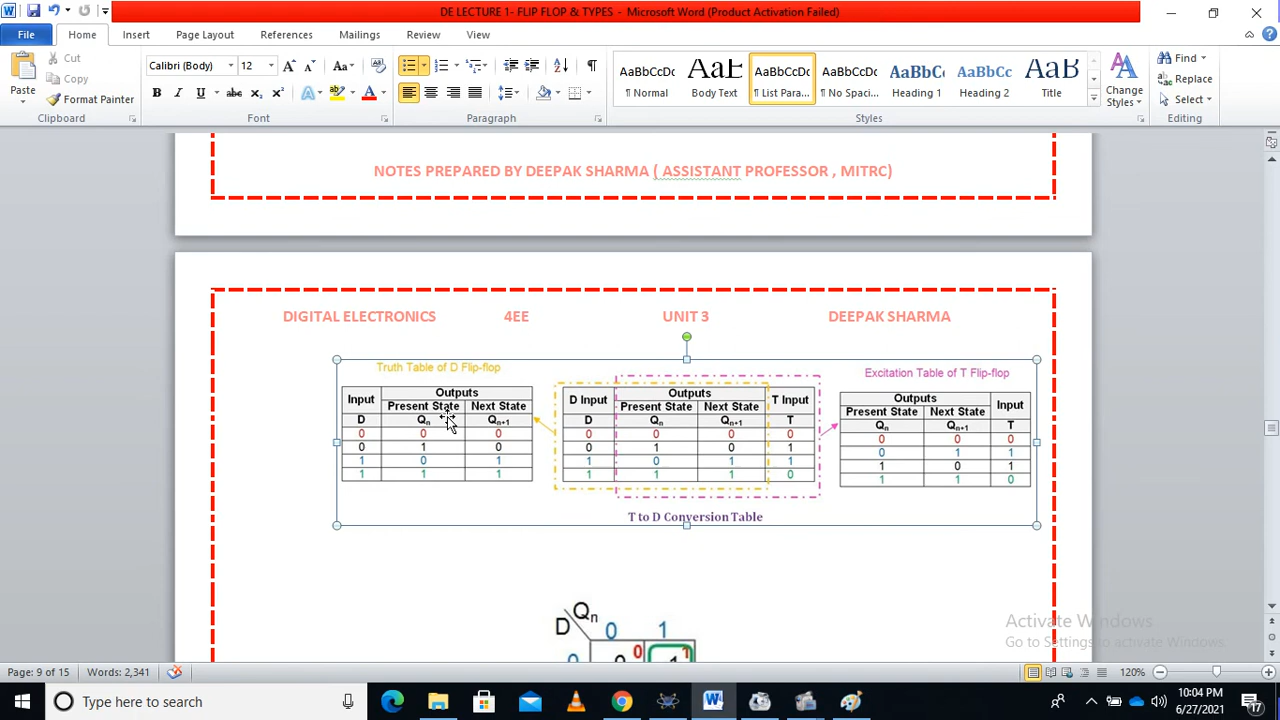 DE LECTURE 1- FLIP FLOP & TYPES - Microsoft Word (Product Activation Failed)
File Home Insert Page Layout References Mailings Review View
Paste
Cut
Copy
Format Painter
Clipboard
Calibri (Body) 12
Font
Paragraph
AaBbCcDc AaBb AaBbCcDc AaBbCcDc AaBbCc AaBbCc AaBb
¶ Normal Body Text ¶ List Para... ¶ No Spaci... Heading 1 Heading 2 Title
Change Styles
Styles
Find
Replace
Select
Editing
NOTES PREPARED BY DEEPAK SHARMA ( ASSISTANT PROFESSOR , MITRC)
DIGITAL ELECTRONICS 4EE UNIT 3 DEEPAK SHARMA
Truth Table of D Flip-flop
Input Outputs
Present State Next State
D Qn Qn+1
0 0 0
0 1 0
1 0 1
1 1 1
D Input Outputs T Input
Present State Next State
D Qn Qn+1 T
0 0 0 0
0 1 0 1
1 0 1 1
1 1 1 0
Excitation Table of T Flip-flop
Outputs Input
Present State Next State
Qn Qn+1 T
0 0 0
0 1 1
1 0 1
1 1 0
T to D Conversion Table
D Qn 0 1
0
1
Activate Windows
Go to Settings to activate Windows.
Page: 9 of 15 Words: 2,341 120%
Type here to search
10:04 PM
6/27/2021
17